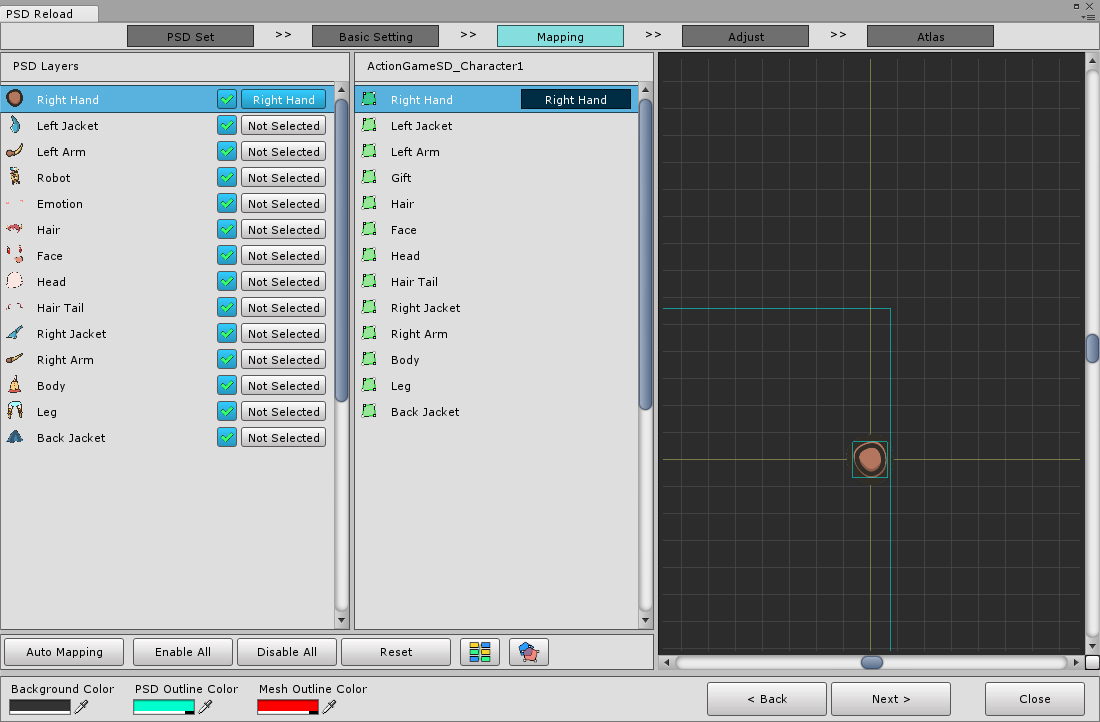 PSD Reload
PSD Set >> Basic Setting >> Mapping >> Adjust >> Atlas
PSD Layers
Right Hand Right Hand
Left Jacket Not Selected
Left Arm Not Selected
Robot Not Selected
Emotion Not Selected
Hair Not Selected
Face Not Selected
Head Not Selected
Hair Tail Not Selected
Right Jacket Not Selected
Right Arm Not Selected
Body Not Selected
Leg Not Selected
Back Jacket Not Selected
ActionGameSD_Character1
Right Hand Right Hand
Left Jacket
Left Arm
Gift
Hair
Face
Head
Hair Tail
Right Jacket
Right Arm
Body
Leg
Back Jacket
Auto Mapping Enable All Disable All Reset
Background Color PSD Outline Color Mesh Outline Color
< Back Next > Close